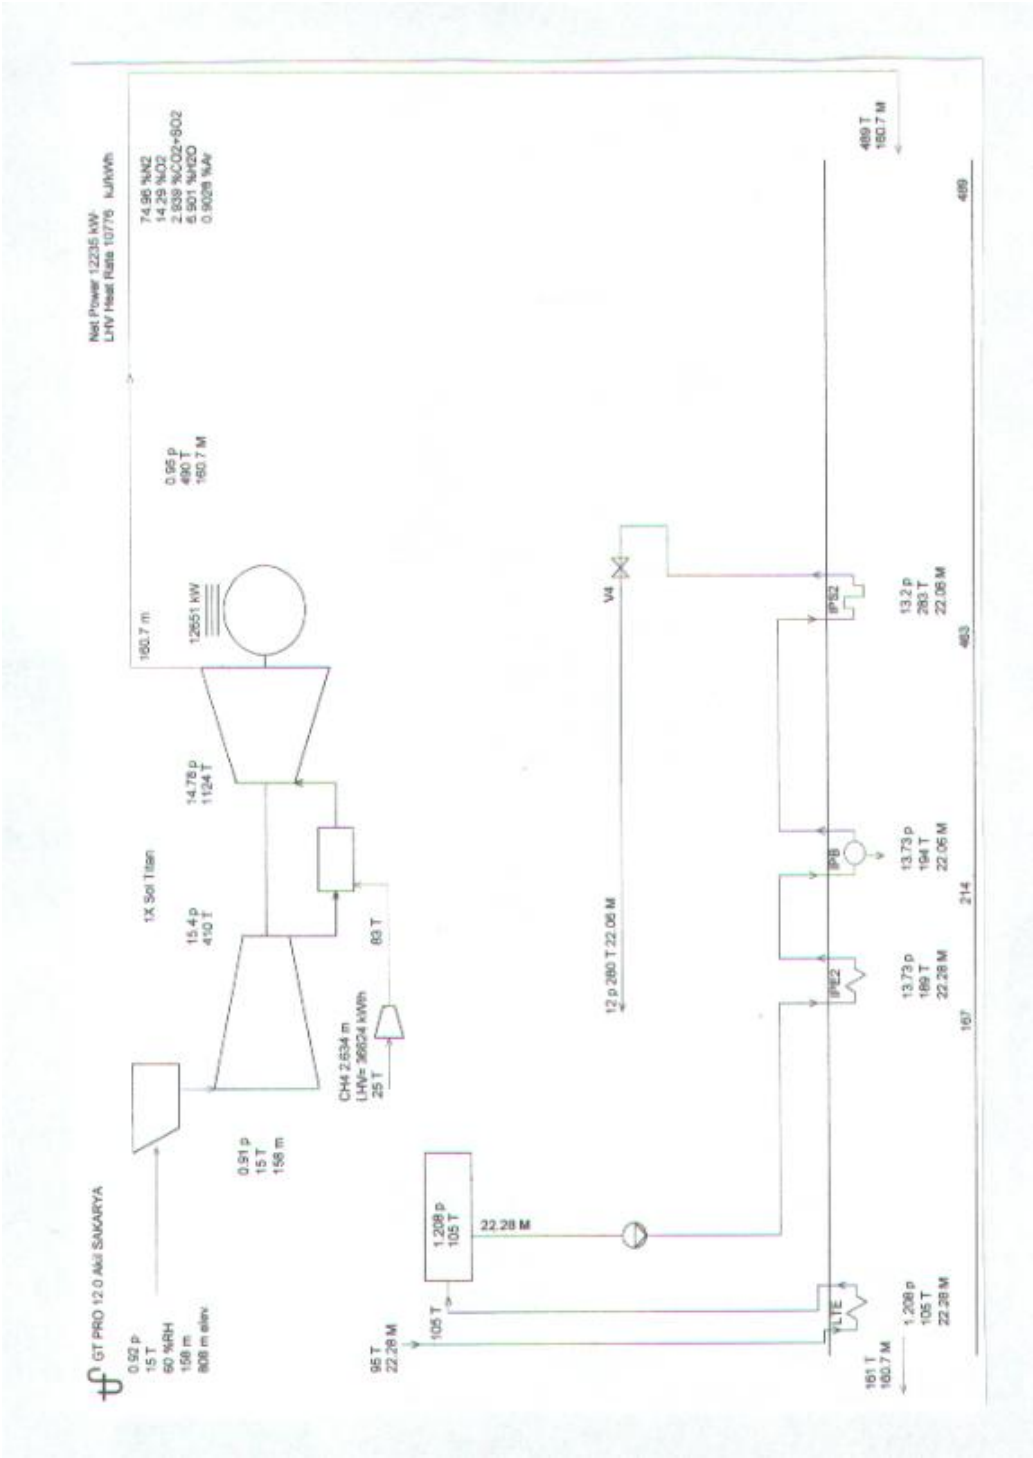 GT PRO 12.0 Akil SAKARYA
0.92 p
15 T
60 %RH
158 m
808 m elev.
0.91 p
15 T
158 m
1X Sol Titan
15.4 p
410 T
14.78 p
1124 T
12651 kW
160.7 m
0.95 p
490 T
160.7 M
Net Power 12235 kW
LHV Heat Rate 10776 kJ/kWh
74.96 %N2
14.29 %O2
2.939 %CO2+SO2
6.901 %H2O
0.9028 %Ar
CH4 2.634 m
LHV= 36624 kWth
25 T
83 T
489 T
160.7 M
95 T
22.28 M
105 T
1.208 p
105 T
22.28 M
12 p 280 T 22.06 M
V4
LTE
IPE2
IPB
IPS2
161 T
160.7 M
1.208 p
105 T
22.28 M
13.73 p
189 T
22.28 M
13.73 p
194 T
22.06 M
13.2 p
283 T
22.06 M
167
214
463
489